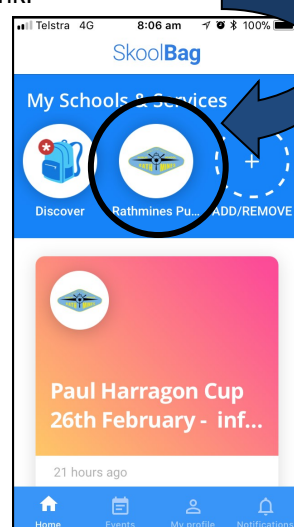 Telstra 4G 8:06 am 100%
SkoolBag
My Schools & Services
Discover Rathmines Pu... ADD/REMOVE
Paul Harragon Cup
26th February - inf...
21 hours ago
Home Events My profile Notifications